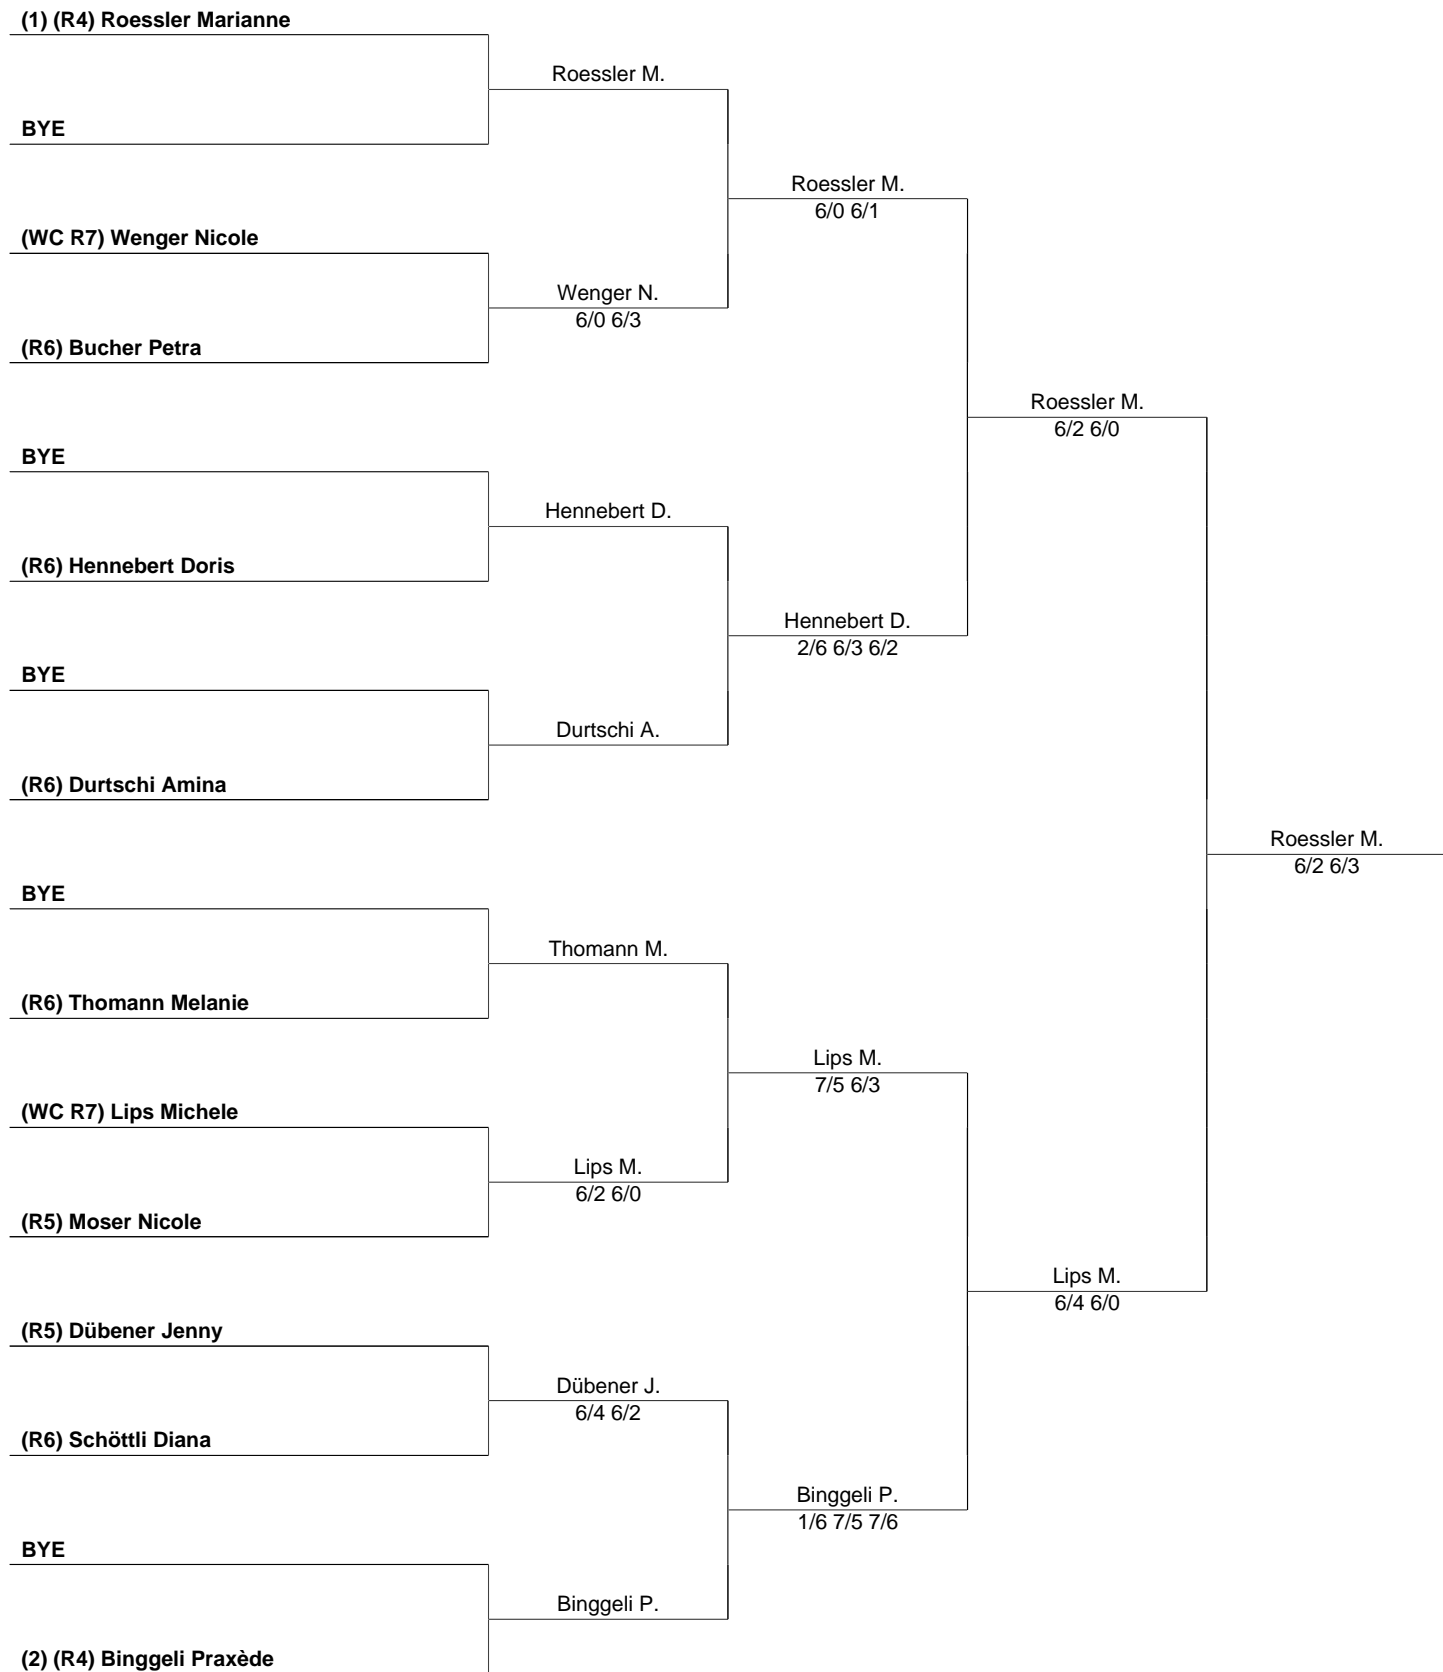 (1) (R4) Roessler Marianne
Roessler M.
BYE
Roessler M.
6/0 6/1
(WC R7) Wenger Nicole
Wenger N.
6/0 6/3
(R6) Bucher Petra
Roessler M.
6/2 6/0
BYE
Hennebert D.
(R6) Hennebert Doris
Hennebert D.
2/6 6/3 6/2
BYE
Durtschi A.
(R6) Durtschi Amina
Roessler M.
6/2 6/3
BYE
Thomann M.
(R6) Thomann Melanie
Lips M.
7/5 6/3
(WC R7) Lips Michele
Lips M.
6/2 6/0
(R5) Moser Nicole
Lips M.
6/4 6/0
(R5) Dübener Jenny
Dübener J.
6/4 6/2
(R6) Schöttli Diana
Binggeli P.
1/6 7/5 7/6
BYE
Binggeli P.
(2) (R4) Binggeli Praxède